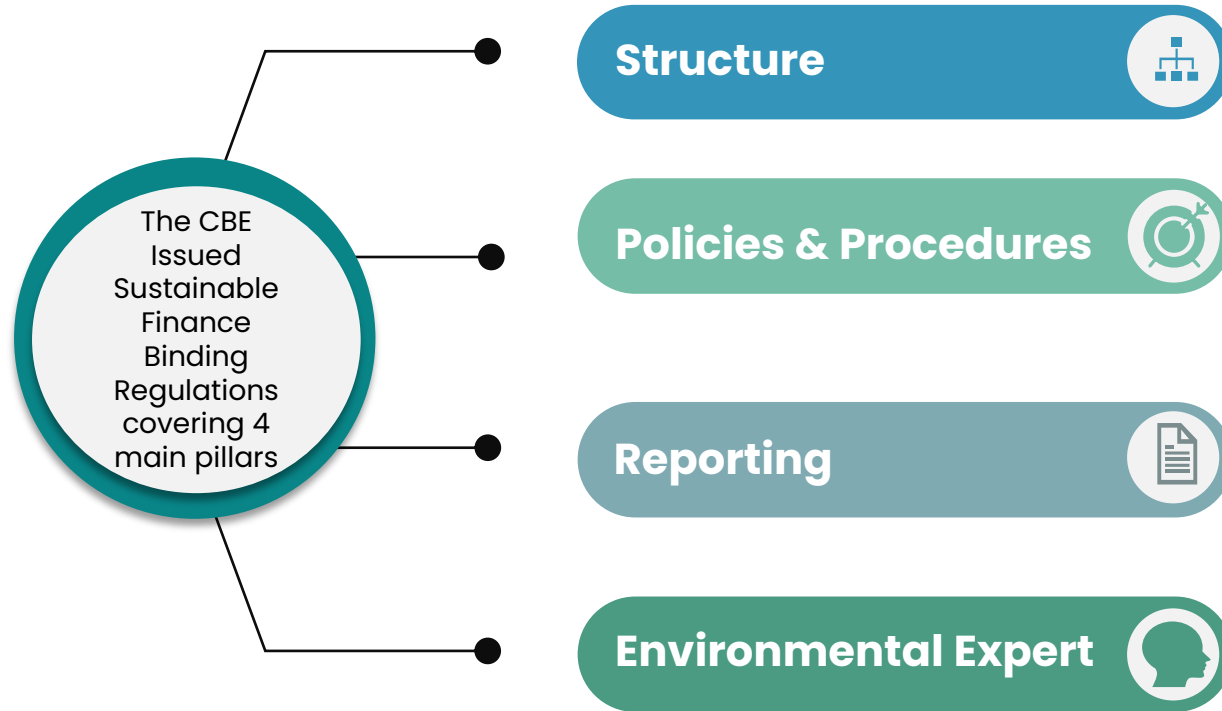 The CBE
Issued
Sustainable
Finance
Binding
Regulations
covering 4
main pillars
Structure
Policies & Procedures
Reporting
Environmental Expert